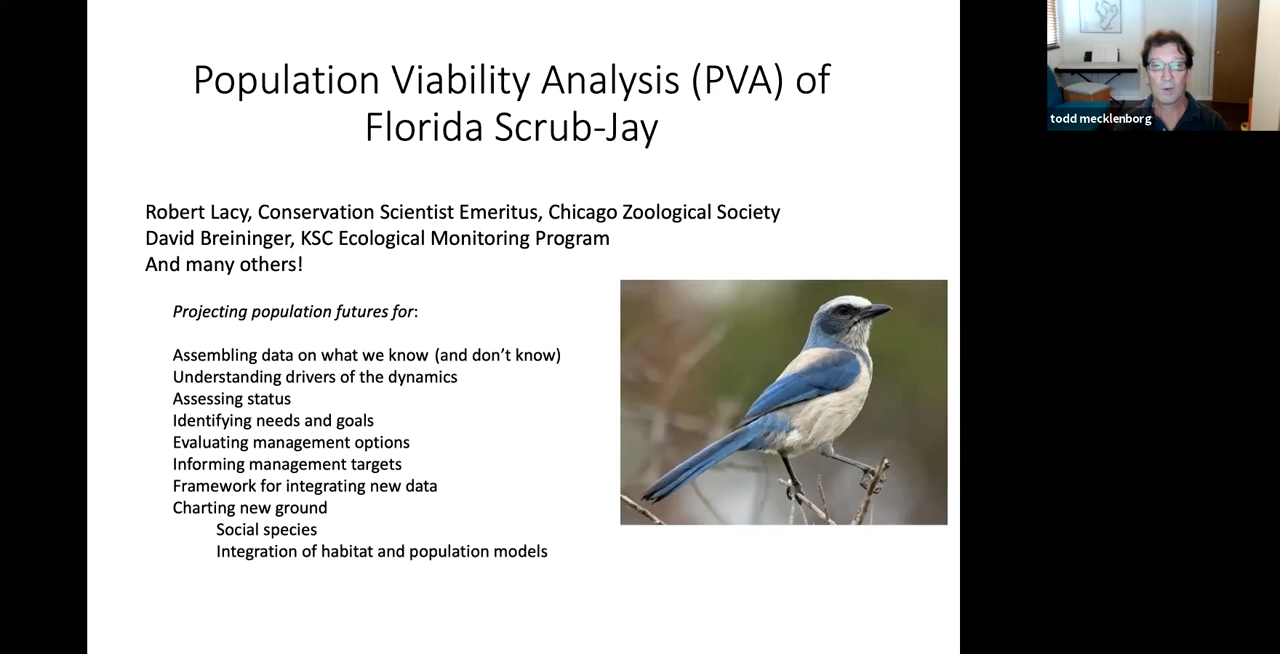 Population Viability Analysis (PVA) of
Florida Scrub-Jay
Robert Lacy, Conservation Scientist Emeritus, Chicago Zoological Society
David Breininger, KSC Ecological Monitoring Program
And many others!
Projecting population futures for:
Assembling data on what we know (and don’t know)
Understanding drivers of the dynamics
Assessing status
Identifying needs and goals
Evaluating management options
Informing management targets
Framework for integrating new data
Charting new ground
Social species
Integration of habitat and population models
todd mecklenborg